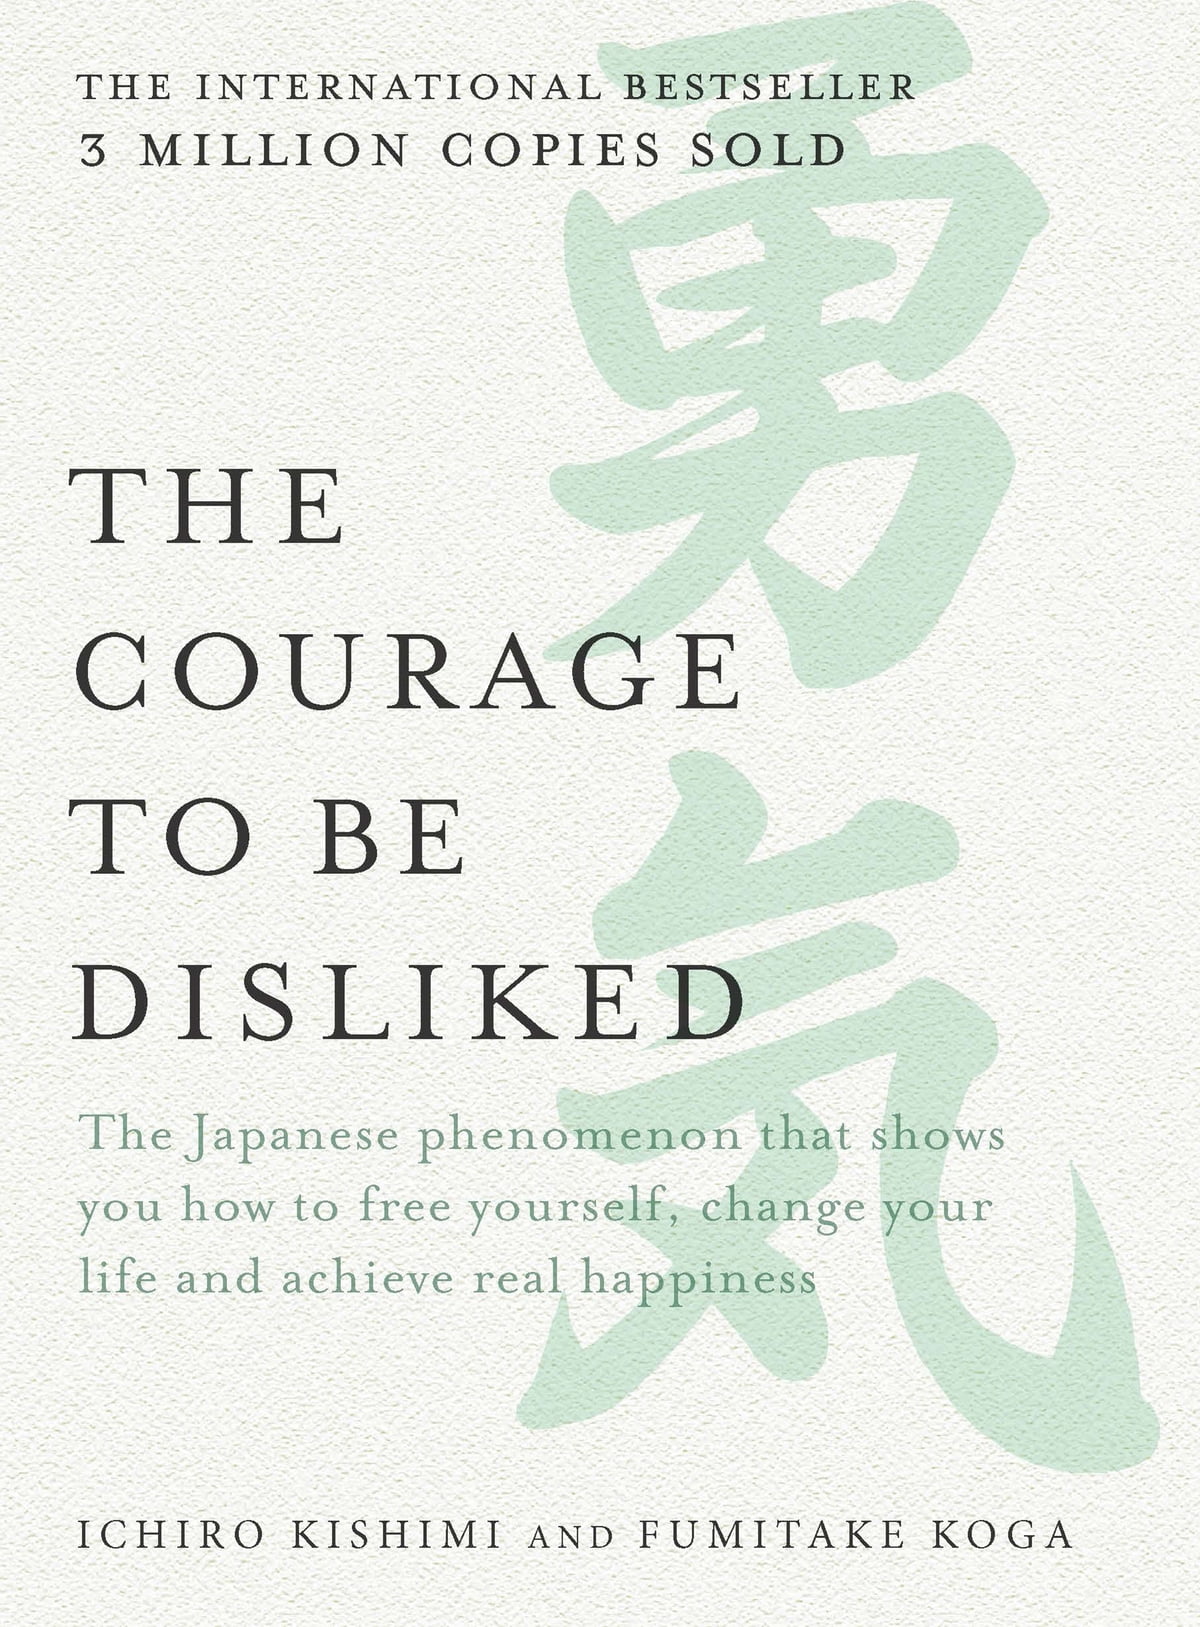 THE INTERNATIONAL BESTSELLER
3 MILLION COPIES SOLD
勇気
THE
COURAGE
TO BE
DISLIKED
The Japanese phenomenon that shows
you how to free yourself, change your
life and achieve real happiness
ICHIRO KISHIMI AND FUMITAKE KOGA